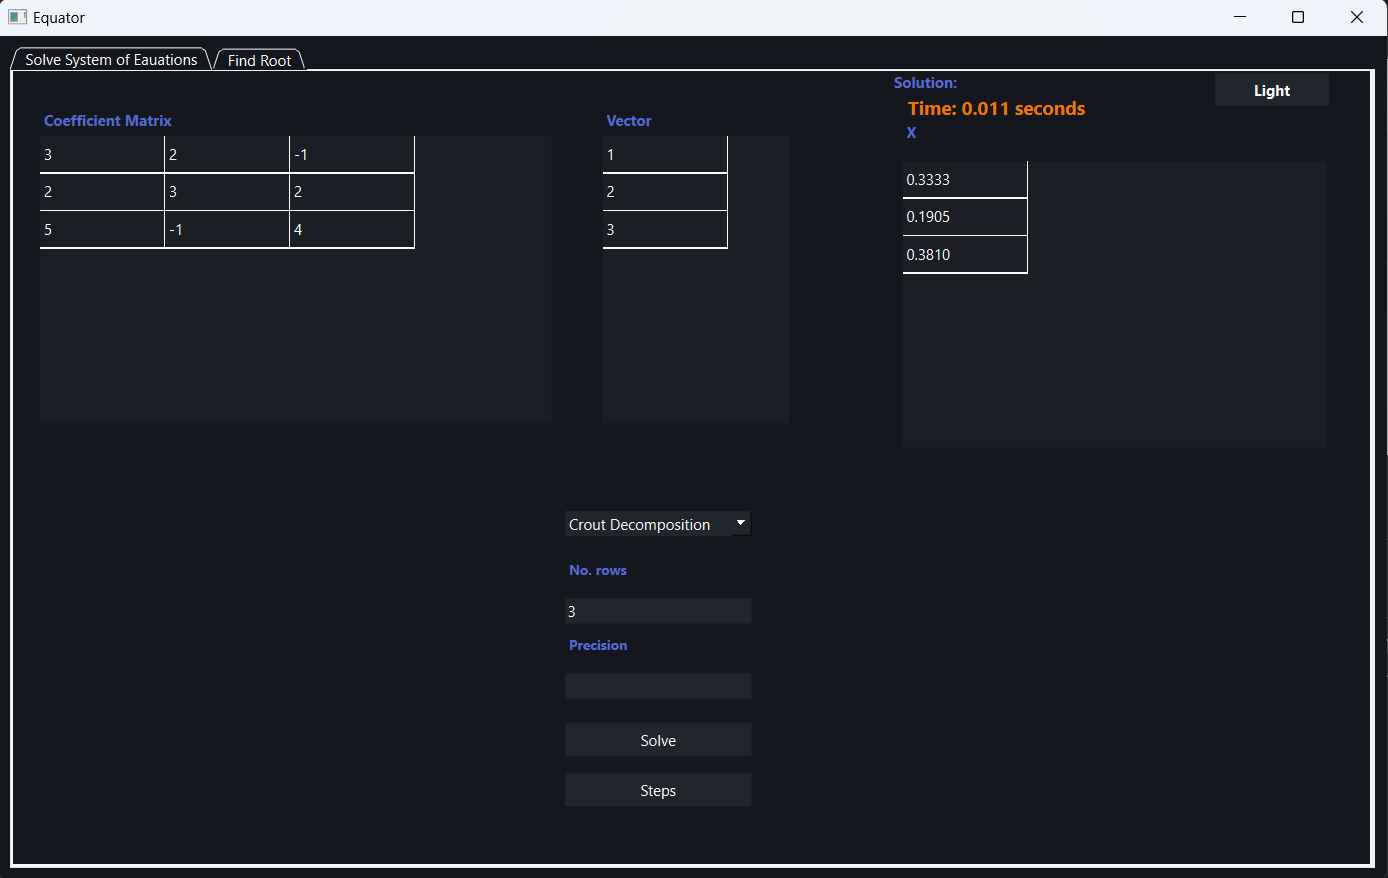 Equator
Solve System of Eauations
Find Root
Solution:
Light
Time: 0.011 seconds
Coefficient Matrix
Vector
X
3 2 -1
2 3 2
5 -1 4
1
2
3
0.3333
0.1905
0.3810
Crout Decomposition
No. rows
3
Precision
Solve
Steps